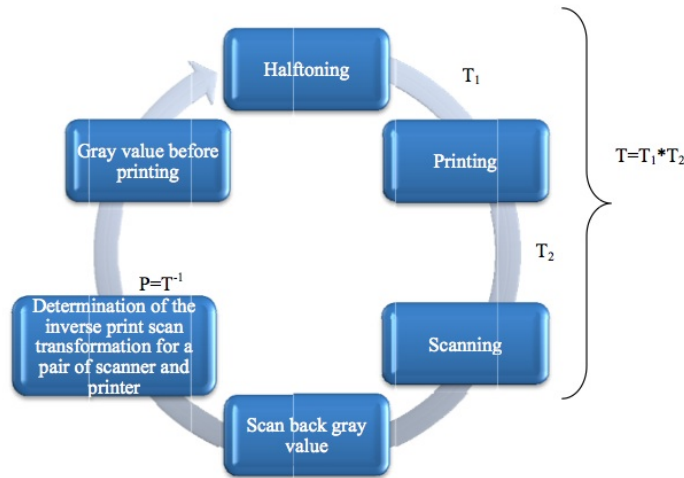 Halftoning
T₁
Printing
T=T₁*T₂
T₂
Scanning
Scan back gray
value
P=T⁻¹
Determination of the
inverse print scan
transformation for a
pair of scanner and
printer
Gray value before
printing